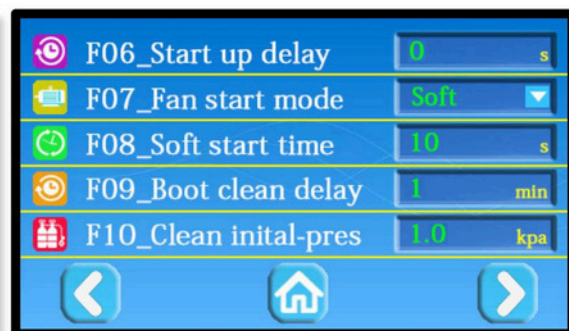 F06_Start up delay 0 s
F07_Fan start mode Soft
F08_Soft start time 10 s
F09_Boot clean delay 1 min
F10_Clean inital-pres 1.0 kpa